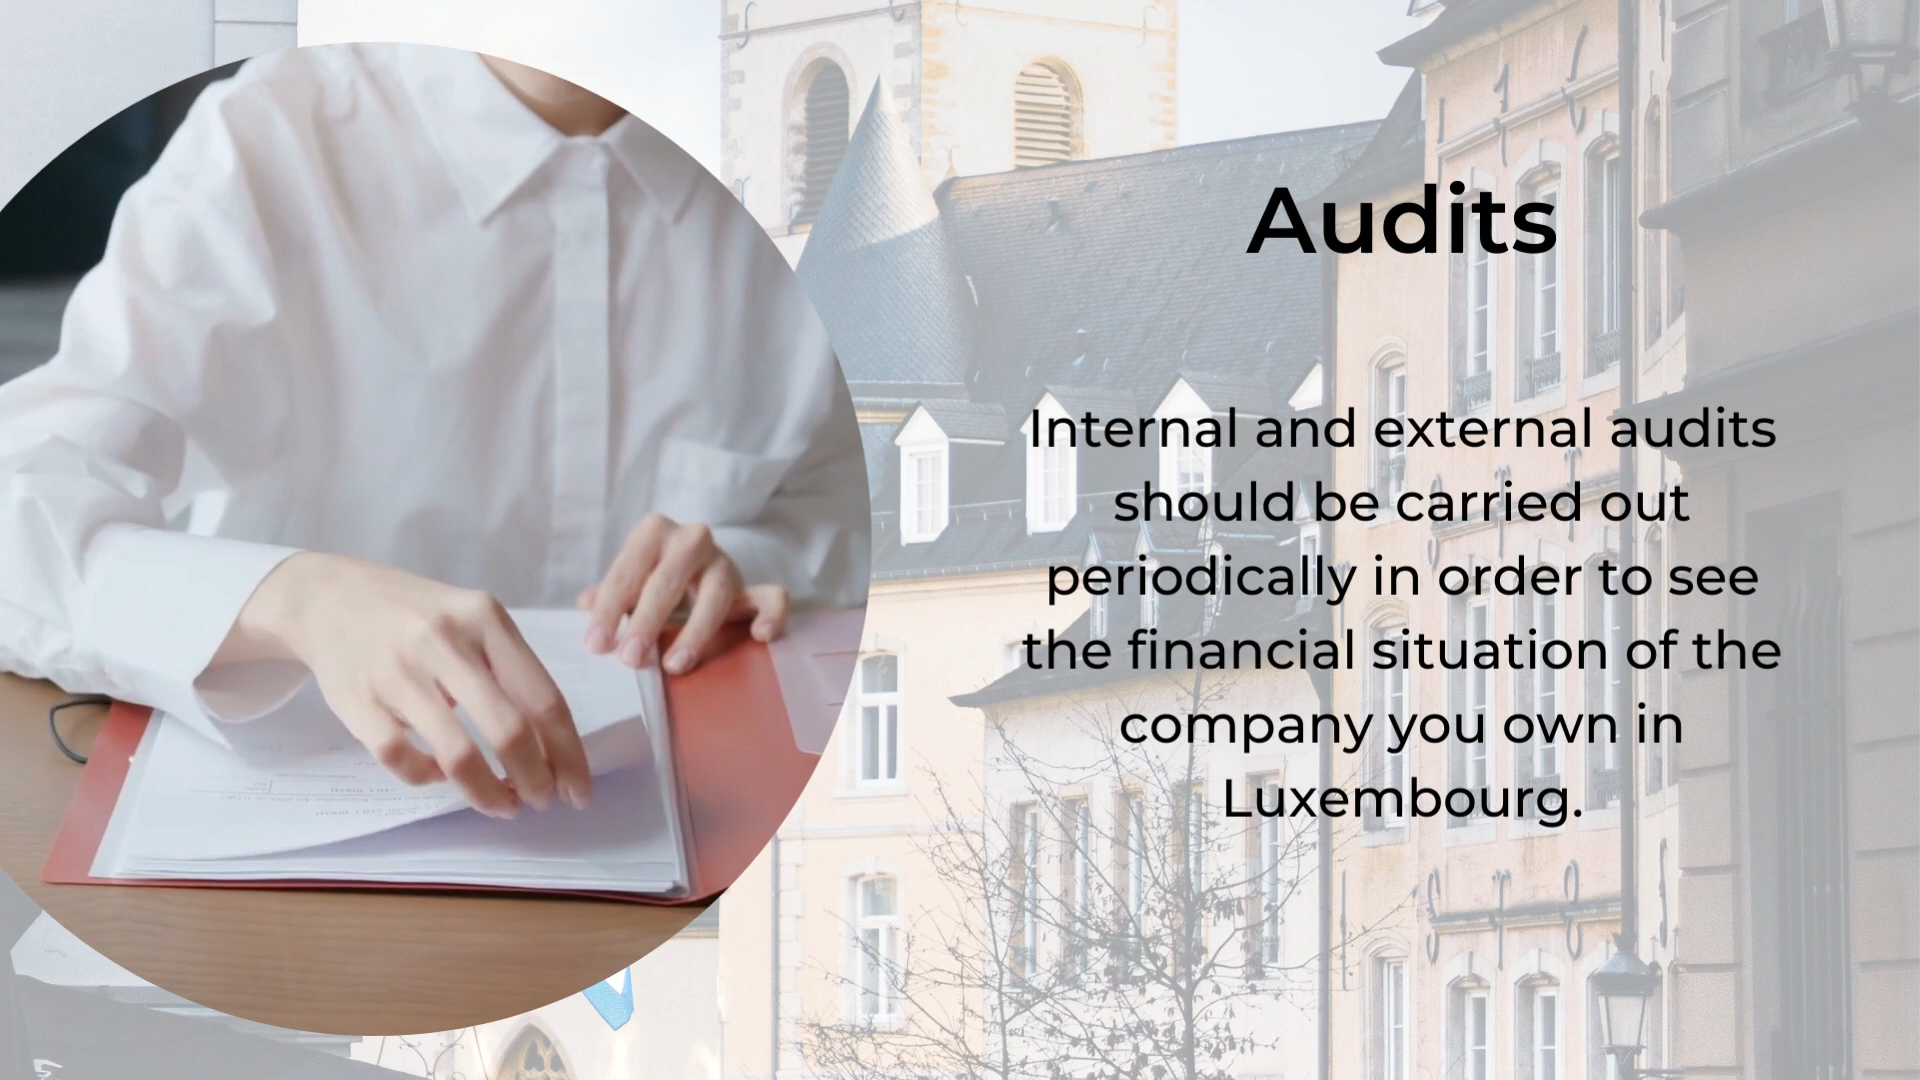 Audits
Internal and external audits
should be carried out
periodically in order to see
the financial situation of the
company you own in
Luxembourg.